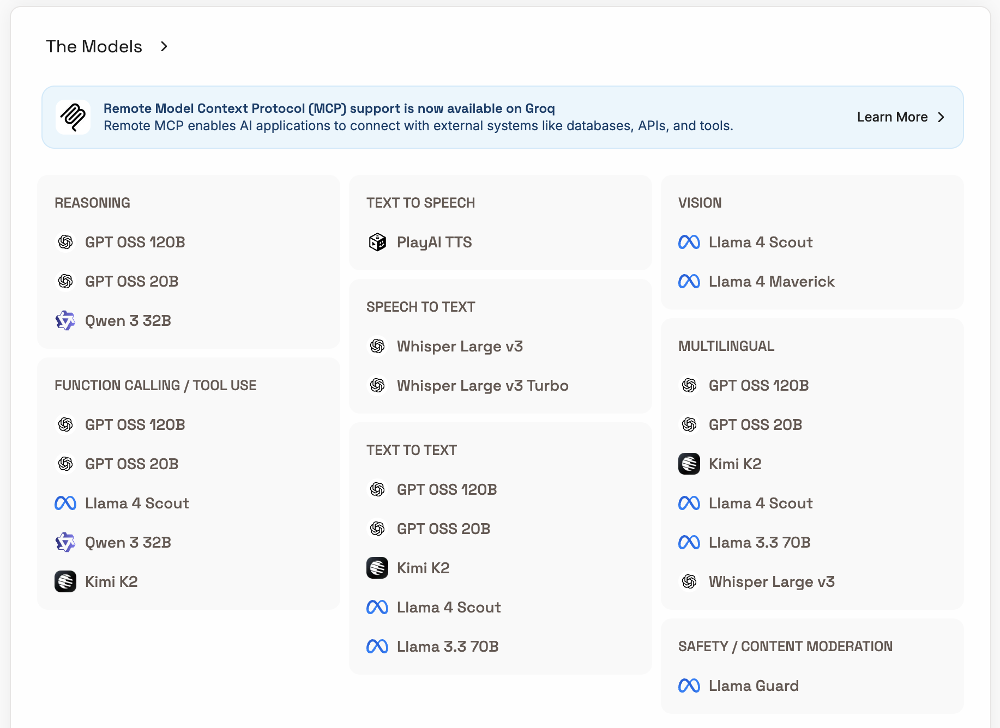 The Models
Remote Model Context Protocol (MCP) support is now available on Groq
Remote MCP enables AI applications to connect with external systems like databases, APIs, and tools.
Learn More
REASONING
GPT OSS 120B
GPT OSS 20B
Qwen 3 32B
FUNCTION CALLING / TOOL USE
GPT OSS 120B
GPT OSS 20B
Llama 4 Scout
Qwen 3 32B
Kimi K2
TEXT TO SPEECH
PlayAI TTS
SPEECH TO TEXT
Whisper Large v3
Whisper Large v3 Turbo
TEXT TO TEXT
GPT OSS 120B
GPT OSS 20B
Kimi K2
Llama 4 Scout
Llama 3.3 70B
VISION
Llama 4 Scout
Llama 4 Maverick
MULTILINGUAL
GPT OSS 120B
GPT OSS 20B
Kimi K2
Llama 4 Scout
Llama 3.3 70B
Whisper Large v3
SAFETY / CONTENT MODERATION
Llama Guard